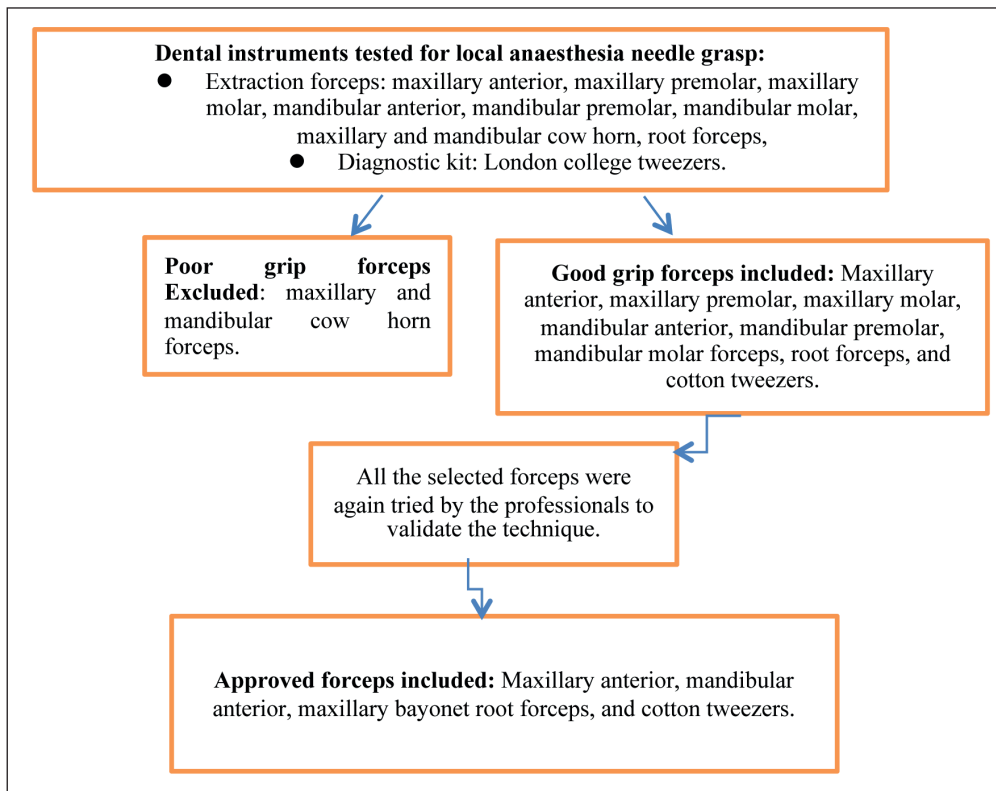 Dental instruments tested for local anaesthesia needle grasp:
● Extraction forceps: maxillary anterior, maxillary premolar, maxillary
molar, mandibular anterior, mandibular premolar, mandibular molar,
maxillary and mandibular cow horn, root forceps,
● Diagnostic kit: London college tweezers.
Poor grip forceps
Excluded: maxillary and
mandibular cow horn
forceps.
Good grip forceps included: Maxillary
anterior, maxillary premolar, maxillary molar,
mandibular anterior, mandibular premolar,
mandibular molar forceps, root forceps, and
cotton tweezers.
All the selected forceps were
again tried by the professionals to
validate the technique.
Approved forceps included: Maxillary anterior, mandibular
anterior, maxillary bayonet root forceps, and cotton tweezers.